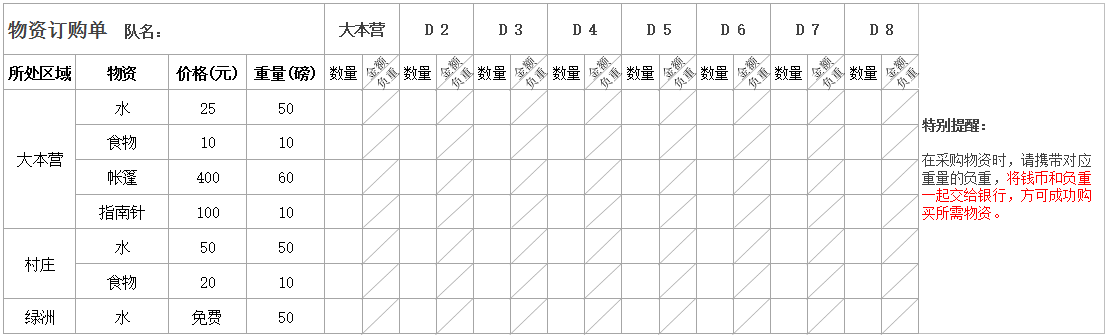 物资订购单 队名： 大本营 D 2 D 3 D 4 D 5 D 6 D 7 D 8
所处区域 物资 价格(元) 重量(磅) 数量 金额 负重 数量 金额 负重 数量 金额 负重 数量 金额 负重 数量 金额 负重 数量 金额 负重 数量 金额 负重 数量 金额 负重
大本营
水 25 50
食物 10 10
帐篷 400 60
指南针 100 10
村庄
水 50 50
食物 20 10
绿洲 水 免费 50
特别提醒：
在采购物资时，请携带对应
重量的负重，将钱币和负重
一起交给银行，方可成功购
买所需物资。